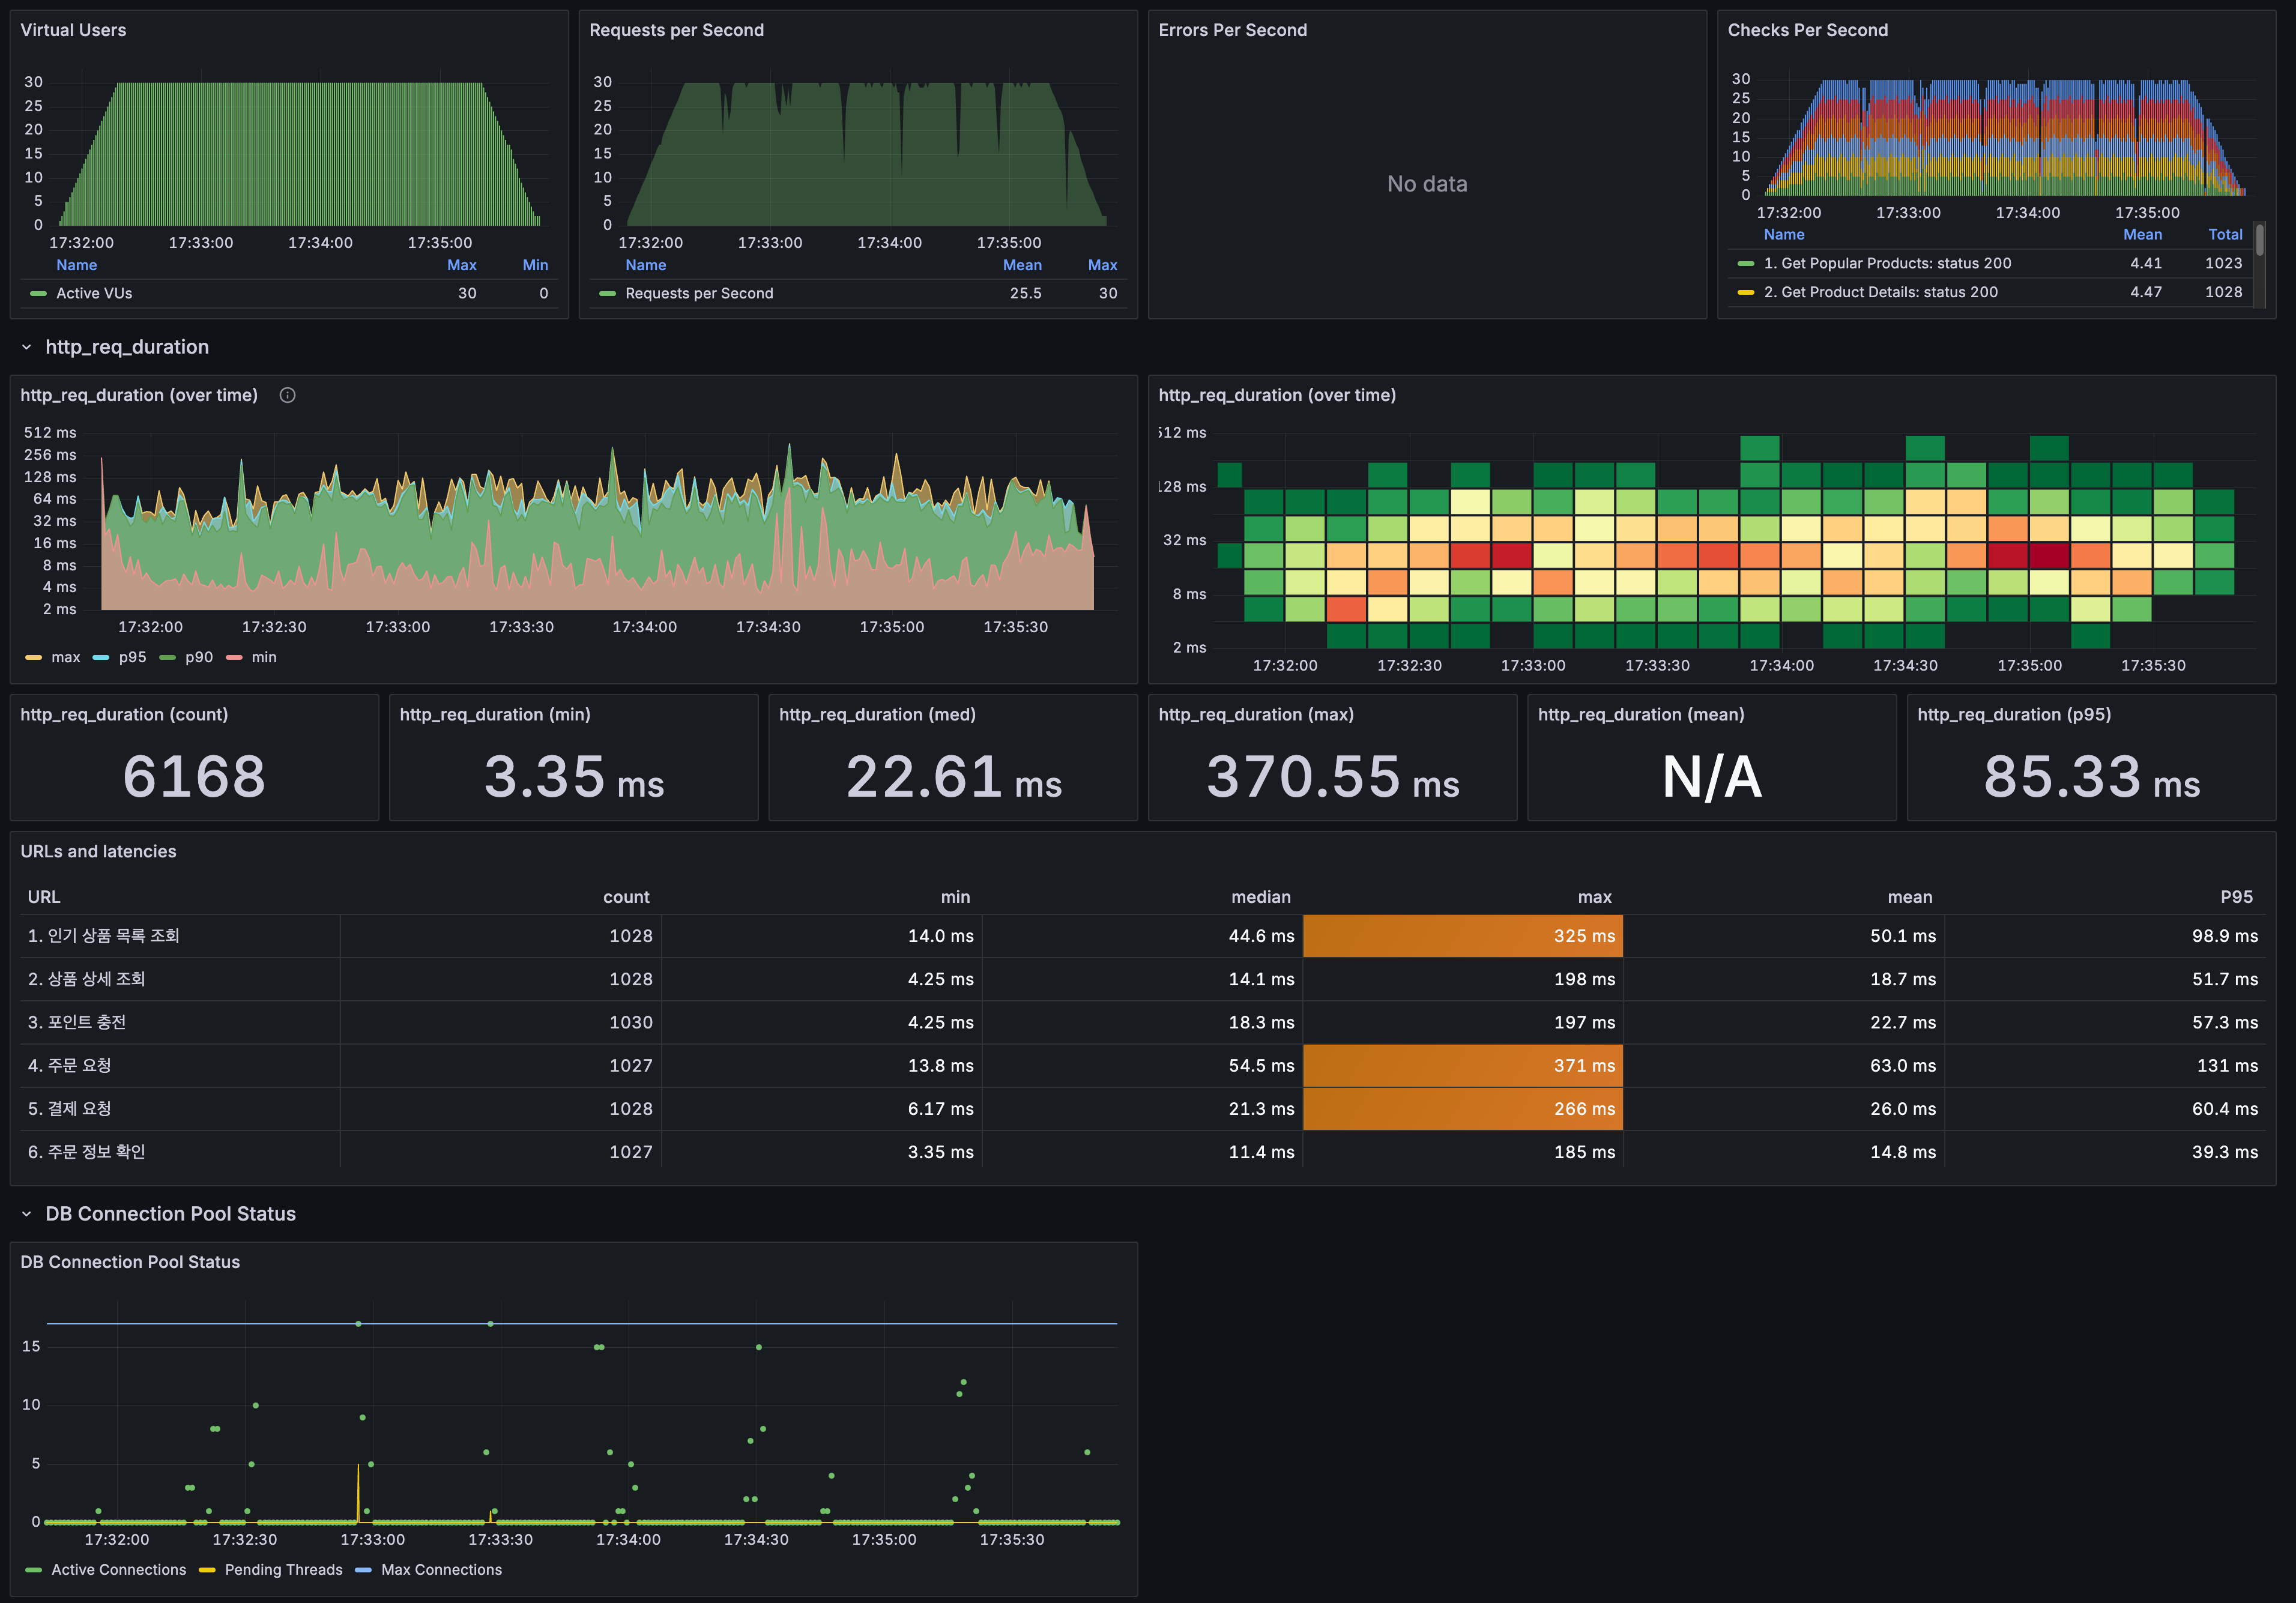 Virtual Users
30
25
20
15
10
5
0
17:32:00 17:33:00 17:34:00 17:35:00
Name Max Min
Active VUs 30 0
Requests per Second
30
25
20
15
10
5
0
17:32:00 17:33:00 17:34:00 17:35:00
Name Mean Max
Requests per Second 25.5 30
Errors Per Second
No data
Checks Per Second
30
25
20
15
10
5
0
17:32:00 17:33:00 17:34:00 17:35:00
Name Mean Total
1. Get Popular Products: status 200 4.41 1023
2. Get Product Details: status 200 4.47 1028
http_req_duration
http_req_duration (over time)
512 ms
256 ms
128 ms
64 ms
32 ms
16 ms
8 ms
4 ms
2 ms
17:32:00 17:32:30 17:33:00 17:33:30 17:34:00 17:34:30 17:35:00 17:35:30
max p95 p90 min
http_req_duration (over time)
512 ms
128 ms
32 ms
8 ms
2 ms
17:32:00 17:32:30 17:33:00 17:33:30 17:34:00 17:34:30 17:35:00 17:35:30
http_req_duration (count)
6168
http_req_duration (min)
3.35 ms
http_req_duration (med)
22.61 ms
http_req_duration (max)
370.55 ms
http_req_duration (mean)
N/A
http_req_duration (p95)
85.33 ms
URLs and latencies
URL count min median max mean P95
1. 인기 상품 목록 조회 1028 14.0 ms 44.6 ms 325 ms 50.1 ms 98.9 ms
2. 상품 상세 조회 1028 4.25 ms 14.1 ms 198 ms 18.7 ms 51.7 ms
3. 포인트 충전 1030 4.25 ms 18.3 ms 197 ms 22.7 ms 57.3 ms
4. 주문 요청 1027 13.8 ms 54.5 ms 371 ms 63.0 ms 131 ms
5. 결제 요청 1028 6.17 ms 21.3 ms 266 ms 26.0 ms 60.4 ms
6. 주문 정보 확인 1027 3.35 ms 11.4 ms 185 ms 14.8 ms 39.3 ms
DB Connection Pool Status
DB Connection Pool Status
15
10
5
0
17:32:00 17:32:30 17:33:00 17:33:30 17:34:00 17:34:30 17:35:00 17:35:30
Active Connections Pending Threads Max Connections